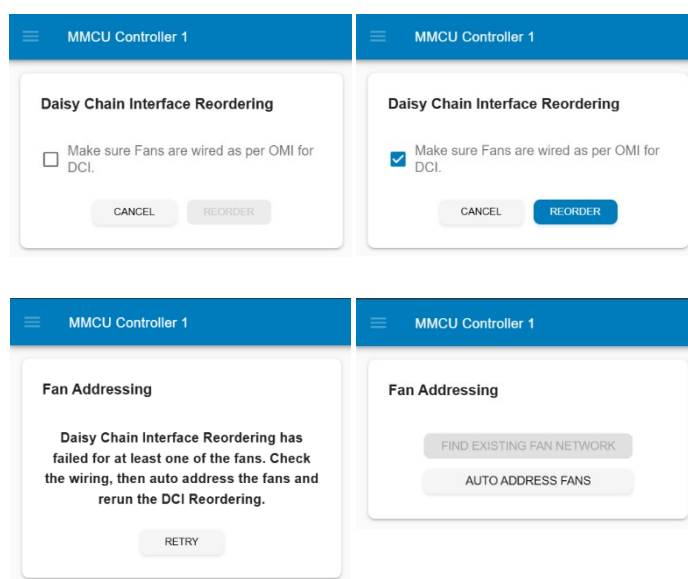 MMCU Controller 1
Daisy Chain Interface Reordering
Make sure Fans are wired as per OMI for
DCI.
CANCEL
REORDER
MMCU Controller 1
Daisy Chain Interface Reordering
Make sure Fans are wired as per OMI for
DCI.
CANCEL
REORDER
MMCU Controller 1
Fan Addressing
Daisy Chain Interface Reordering has
failed for at least one of the fans. Check
the wiring, then auto address the fans and
rerun the DCI Reordering.
RETRY
MMCU Controller 1
Fan Addressing
FIND EXISTING FAN NETWORK
AUTO ADDRESS FANS